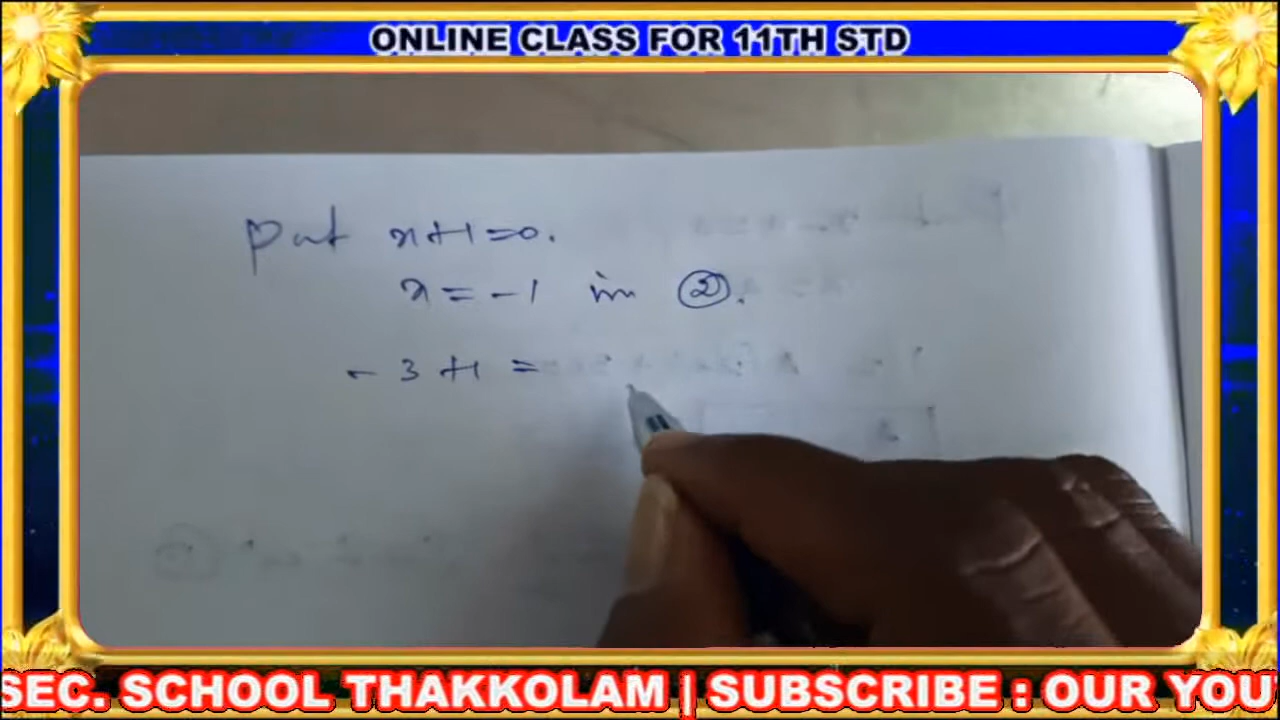 ONLINE CLASS FOR 11TH STD
Put x+1=0.
x = -1 in ②.
- 3 + 1 =
SEC. SCHOOL THAKKOLAM | SUBSCRIBE : OUR YOU